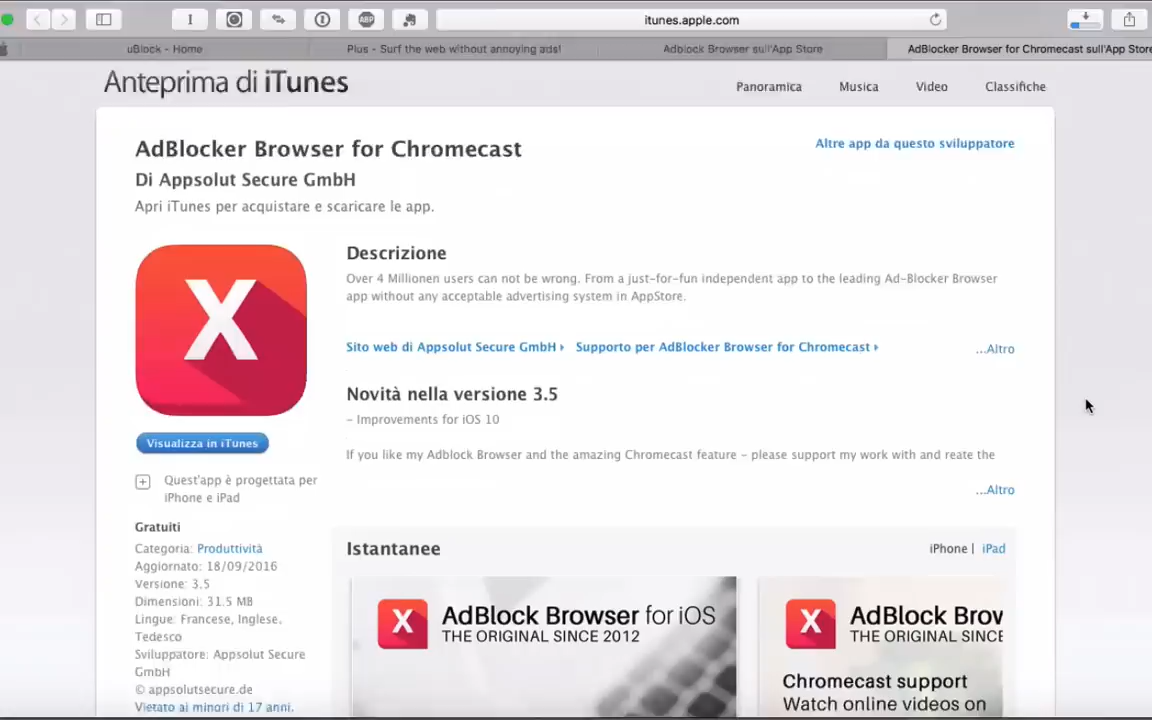 itunes.apple.com
ABP
uBlock - Home
Plus - Surf the web without annoying ads!
Adblock Browser sull'App Store
AdBlocker Browser for Chromecast sull'App Store
Anteprima di iTunes
Panoramica
Musica
Video
Classifiche
AdBlocker Browser for Chromecast
Altre app da questo sviluppatore
Di Appsolut Secure GmbH
Apri iTunes per acquistare e scaricare le app.
X
Visualizza in iTunes
Quest'app è progettata per
iPhone e iPad
Gratuiti
Categoria: Produttività
Aggiornato: 18/09/2016
Versione: 3.5
Dimensioni: 31.5 MB
Lingue: Francese, Inglese,
Tedesco
Sviluppatore: Appsolut Secure
GmbH
© appsolutsecure.de
Vietato ai minori di 17 anni.
Descrizione
Over 4 Millionen users can not be wrong. From a just-for-fun independent app to the leading Ad-Blocker Browser
app without any acceptable advertising system in AppStore.
Sito web di Appsolut Secure GmbH
Supporto per AdBlocker Browser for Chromecast
...Altro
Novità nella versione 3.5
- Improvements for iOS 10
If you like my Adblock Browser and the amazing Chromecast feature - please support my work with and reate the
...Altro
Istantanee
iPhone | iPad
X
AdBlock Browser for iOS
THE ORIGINAL SINCE 2012
X
AdBlock Brow
THE ORIGINAL SINCE
Chromecast support
Watch online videos on